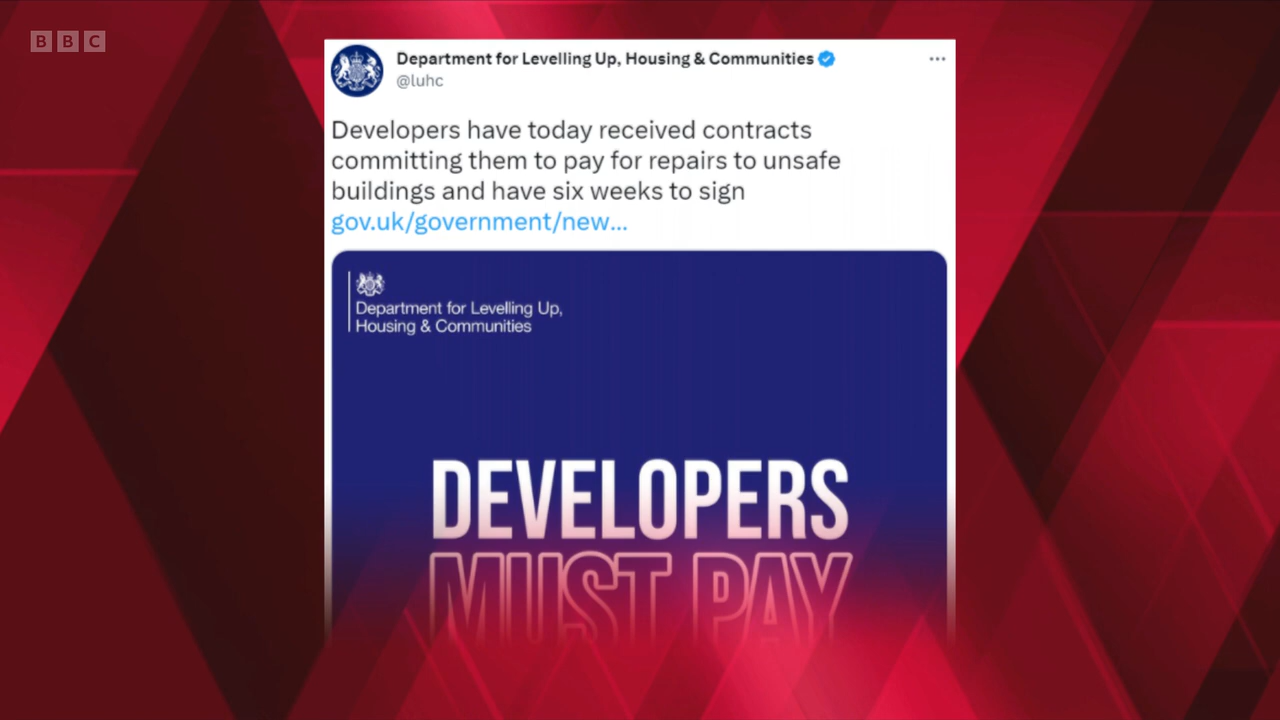 BBC
Department for Levelling Up, Housing & Communities
@luhc
Developers have today received contracts
committing them to pay for repairs to unsafe
buildings and have six weeks to sign
gov.uk/government/new...
Department for Levelling Up,
Housing & Communities
DEVELOPERS
MUST PAY